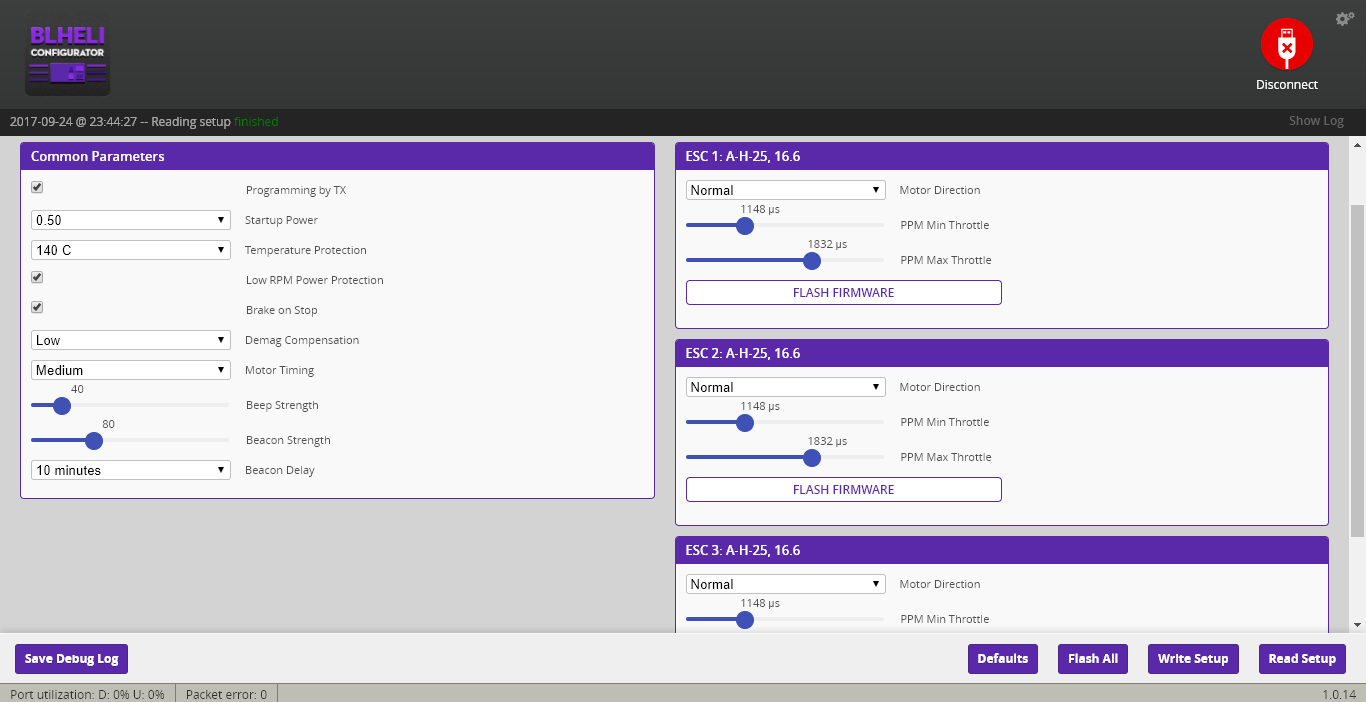 BLHELI
CONFIGURATOR
Disconnect
2017-09-24 @ 23:44:27 -- Reading setup finished
Show Log
Common Parameters
Programming by TX
0.50 Startup Power
140 C Temperature Protection
Low RPM Power Protection
Brake on Stop
Low Demag Compensation
Medium Motor Timing
40
Beep Strength
80
Beacon Strength
10 minutes Beacon Delay
ESC 1: A-H-25, 16.6
Normal Motor Direction
1148 µs
PPM Min Throttle
1832 µs
PPM Max Throttle
FLASH FIRMWARE
ESC 2: A-H-25, 16.6
Normal Motor Direction
1148 µs
PPM Min Throttle
1832 µs
PPM Max Throttle
FLASH FIRMWARE
ESC 3: A-H-25, 16.6
Normal Motor Direction
1148 µs
PPM Min Throttle
Save Debug Log Defaults Flash All Write Setup Read Setup
Port utilization: D: 0% U: 0% Packet error: 0 1.0.14